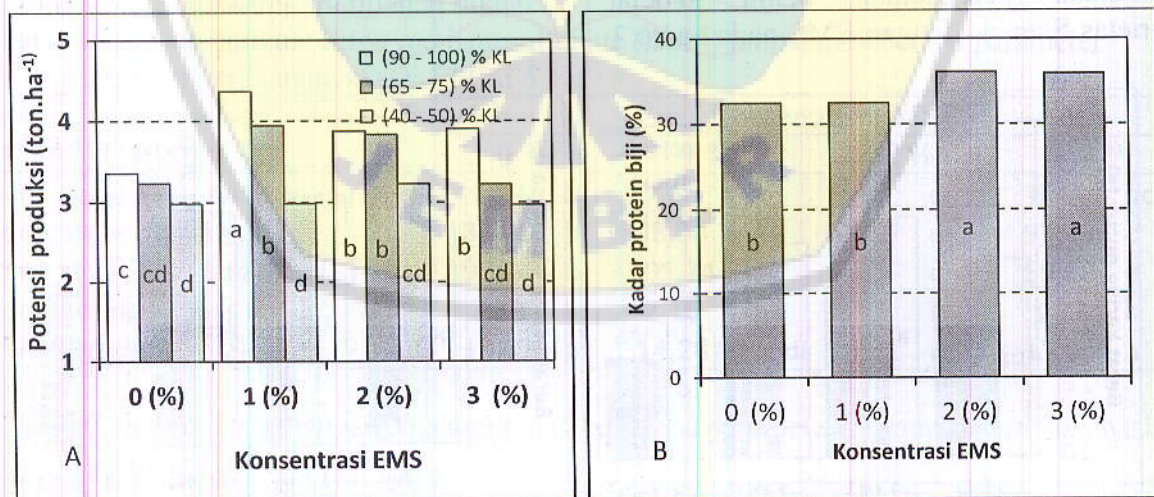 Potensi produksi (ton.ha-1)
5
4
3
2
1
(90 - 100) % KL
(65 - 75) % KL
(40 - 50) % KL
c cd d
a b d
b b cd
b cd d
0 (%) 1 (%) 2 (%) 3 (%)
A
Konsentrasi EMS
Kadar protein biji (%)
40
30
20
10
0
b b a a
0 (%) 1 (%) 2 (%) 3 (%)
B
Konsentrasi EMS
JEMBER